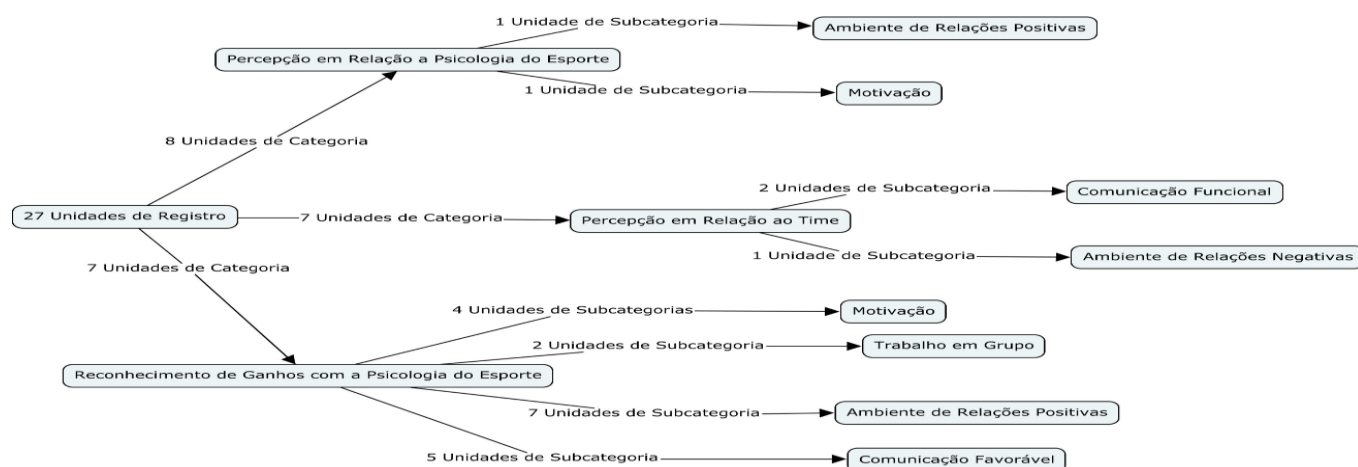 1 Unidade de Subcategoria
Ambiente de Relações Positivas
Percepção em Relação a Psicologia do Esporte
1 Unidade de Subcategoria
Motivação
8 Unidades de Categoria
27 Unidades de Registro
7 Unidades de Categoria
Percepção em Relação ao Time
2 Unidades de Subcategoria
Comunicação Funcional
1 Unidade de Subcategoria
Ambiente de Relações Negativas
7 Unidades de Categoria
4 Unidades de Subcategorias
Motivação
2 Unidades de Subcategoria
Trabalho em Grupo
Reconhecimento de Ganhos com a Psicologia do Esporte
7 Unidades de Subcategoria
Ambiente de Relações Positivas
5 Unidades de Subcategoria
Comunicação Favorável